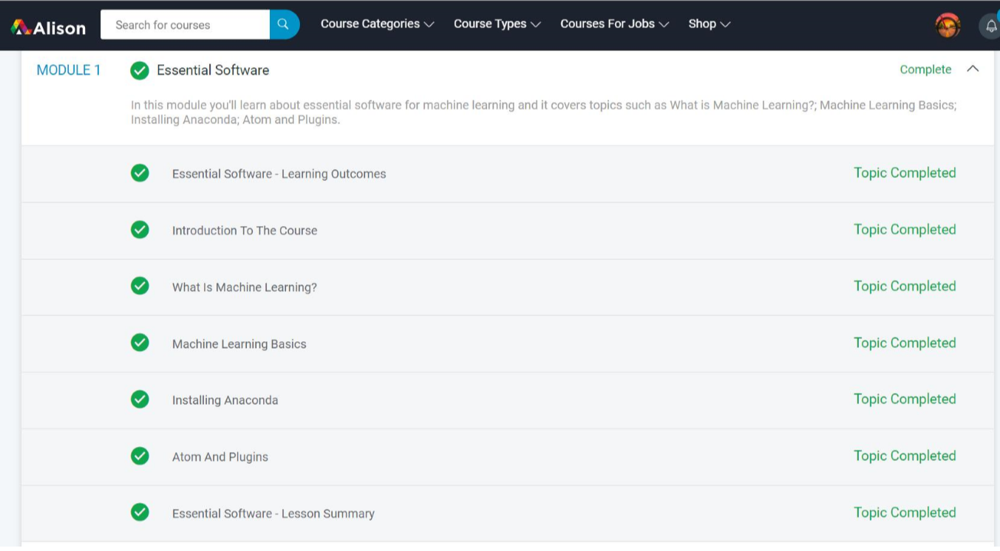 Alison
Search for courses
Course Categories
Course Types
Courses For Jobs
Shop
MODULE 1
Essential Software
Complete
In this module you'll learn about essential software for machine learning and it covers topics such as What is Machine Learning?; Machine Learning Basics;
Installing Anaconda; Atom and Plugins.
Essential Software - Learning Outcomes
Topic Completed
Introduction To The Course
Topic Completed
What Is Machine Learning?
Topic Completed
Machine Learning Basics
Topic Completed
Installing Anaconda
Topic Completed
Atom And Plugins
Topic Completed
Essential Software - Lesson Summary
Topic Completed